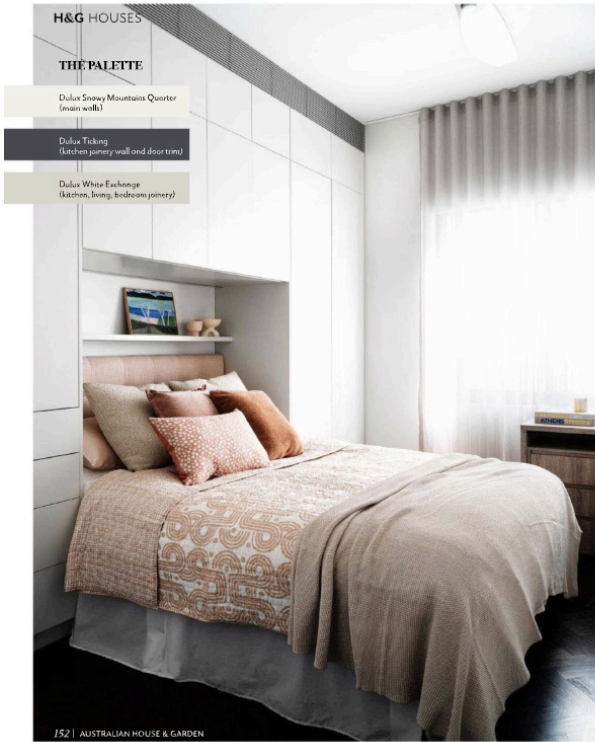 H&G HOUSES
THE PALETTE
Dulux Snowy Mountains Quarter
(main walls)
Dulux Ticking
(kitchen joinery wall and door trim)
Dulux White Exchange
(kitchen, living, bedroom joinery)
ATHENS
152 | AUSTRALIAN HOUSE & GARDEN